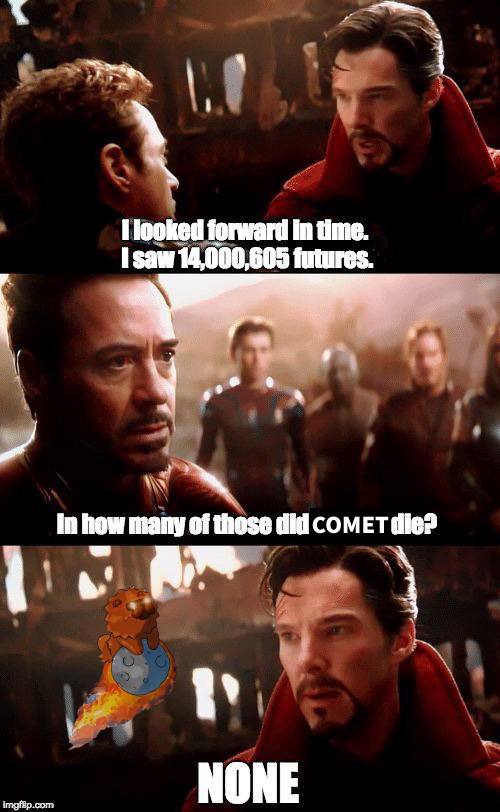 I looked forward in time.
I saw 14,000,605 futures.
In how many of those did COMET die?
NONE
imgflip.com